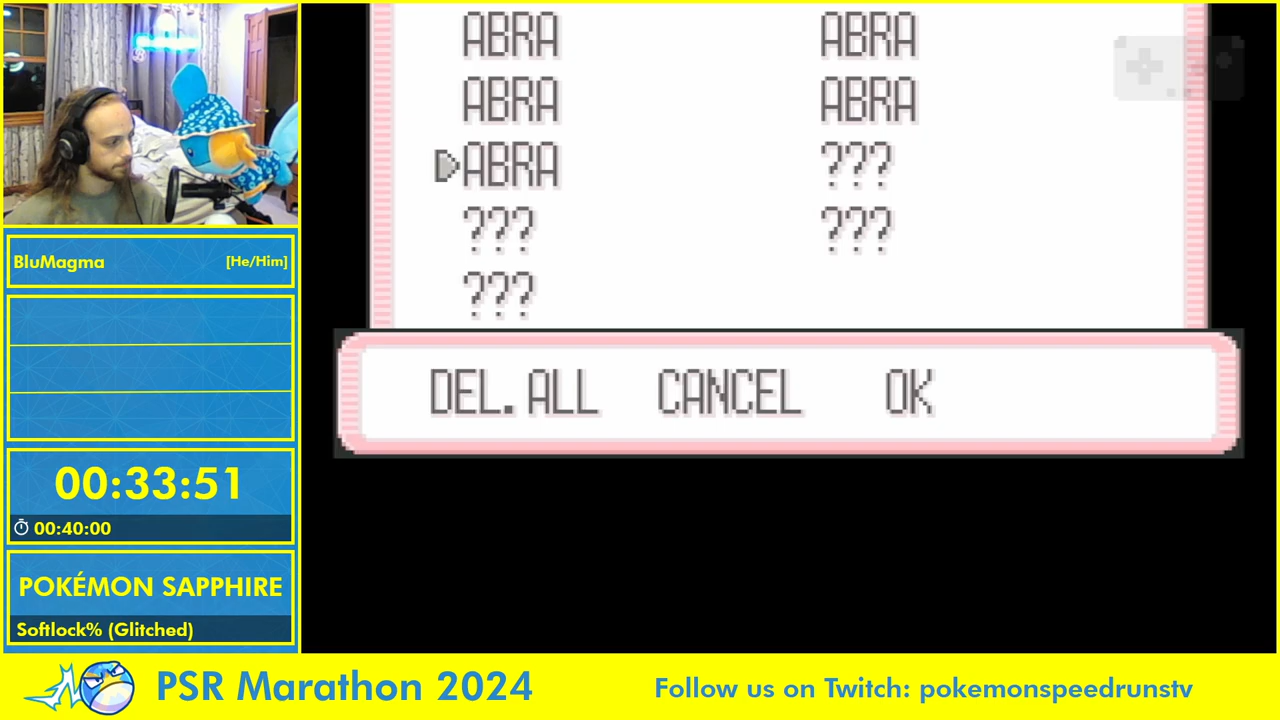 ABRA ABRA
ABRA ABRA
ABRA ???
??? ???
???
DEL. ALL CANCEL OK
BluMagma [He/Him]
00:33:51
00:40:00
POKÉMON SAPPHIRE
Softlock% (Glitched)
PSR Marathon 2024
Follow us on Twitch: pokemonspeedrunstv